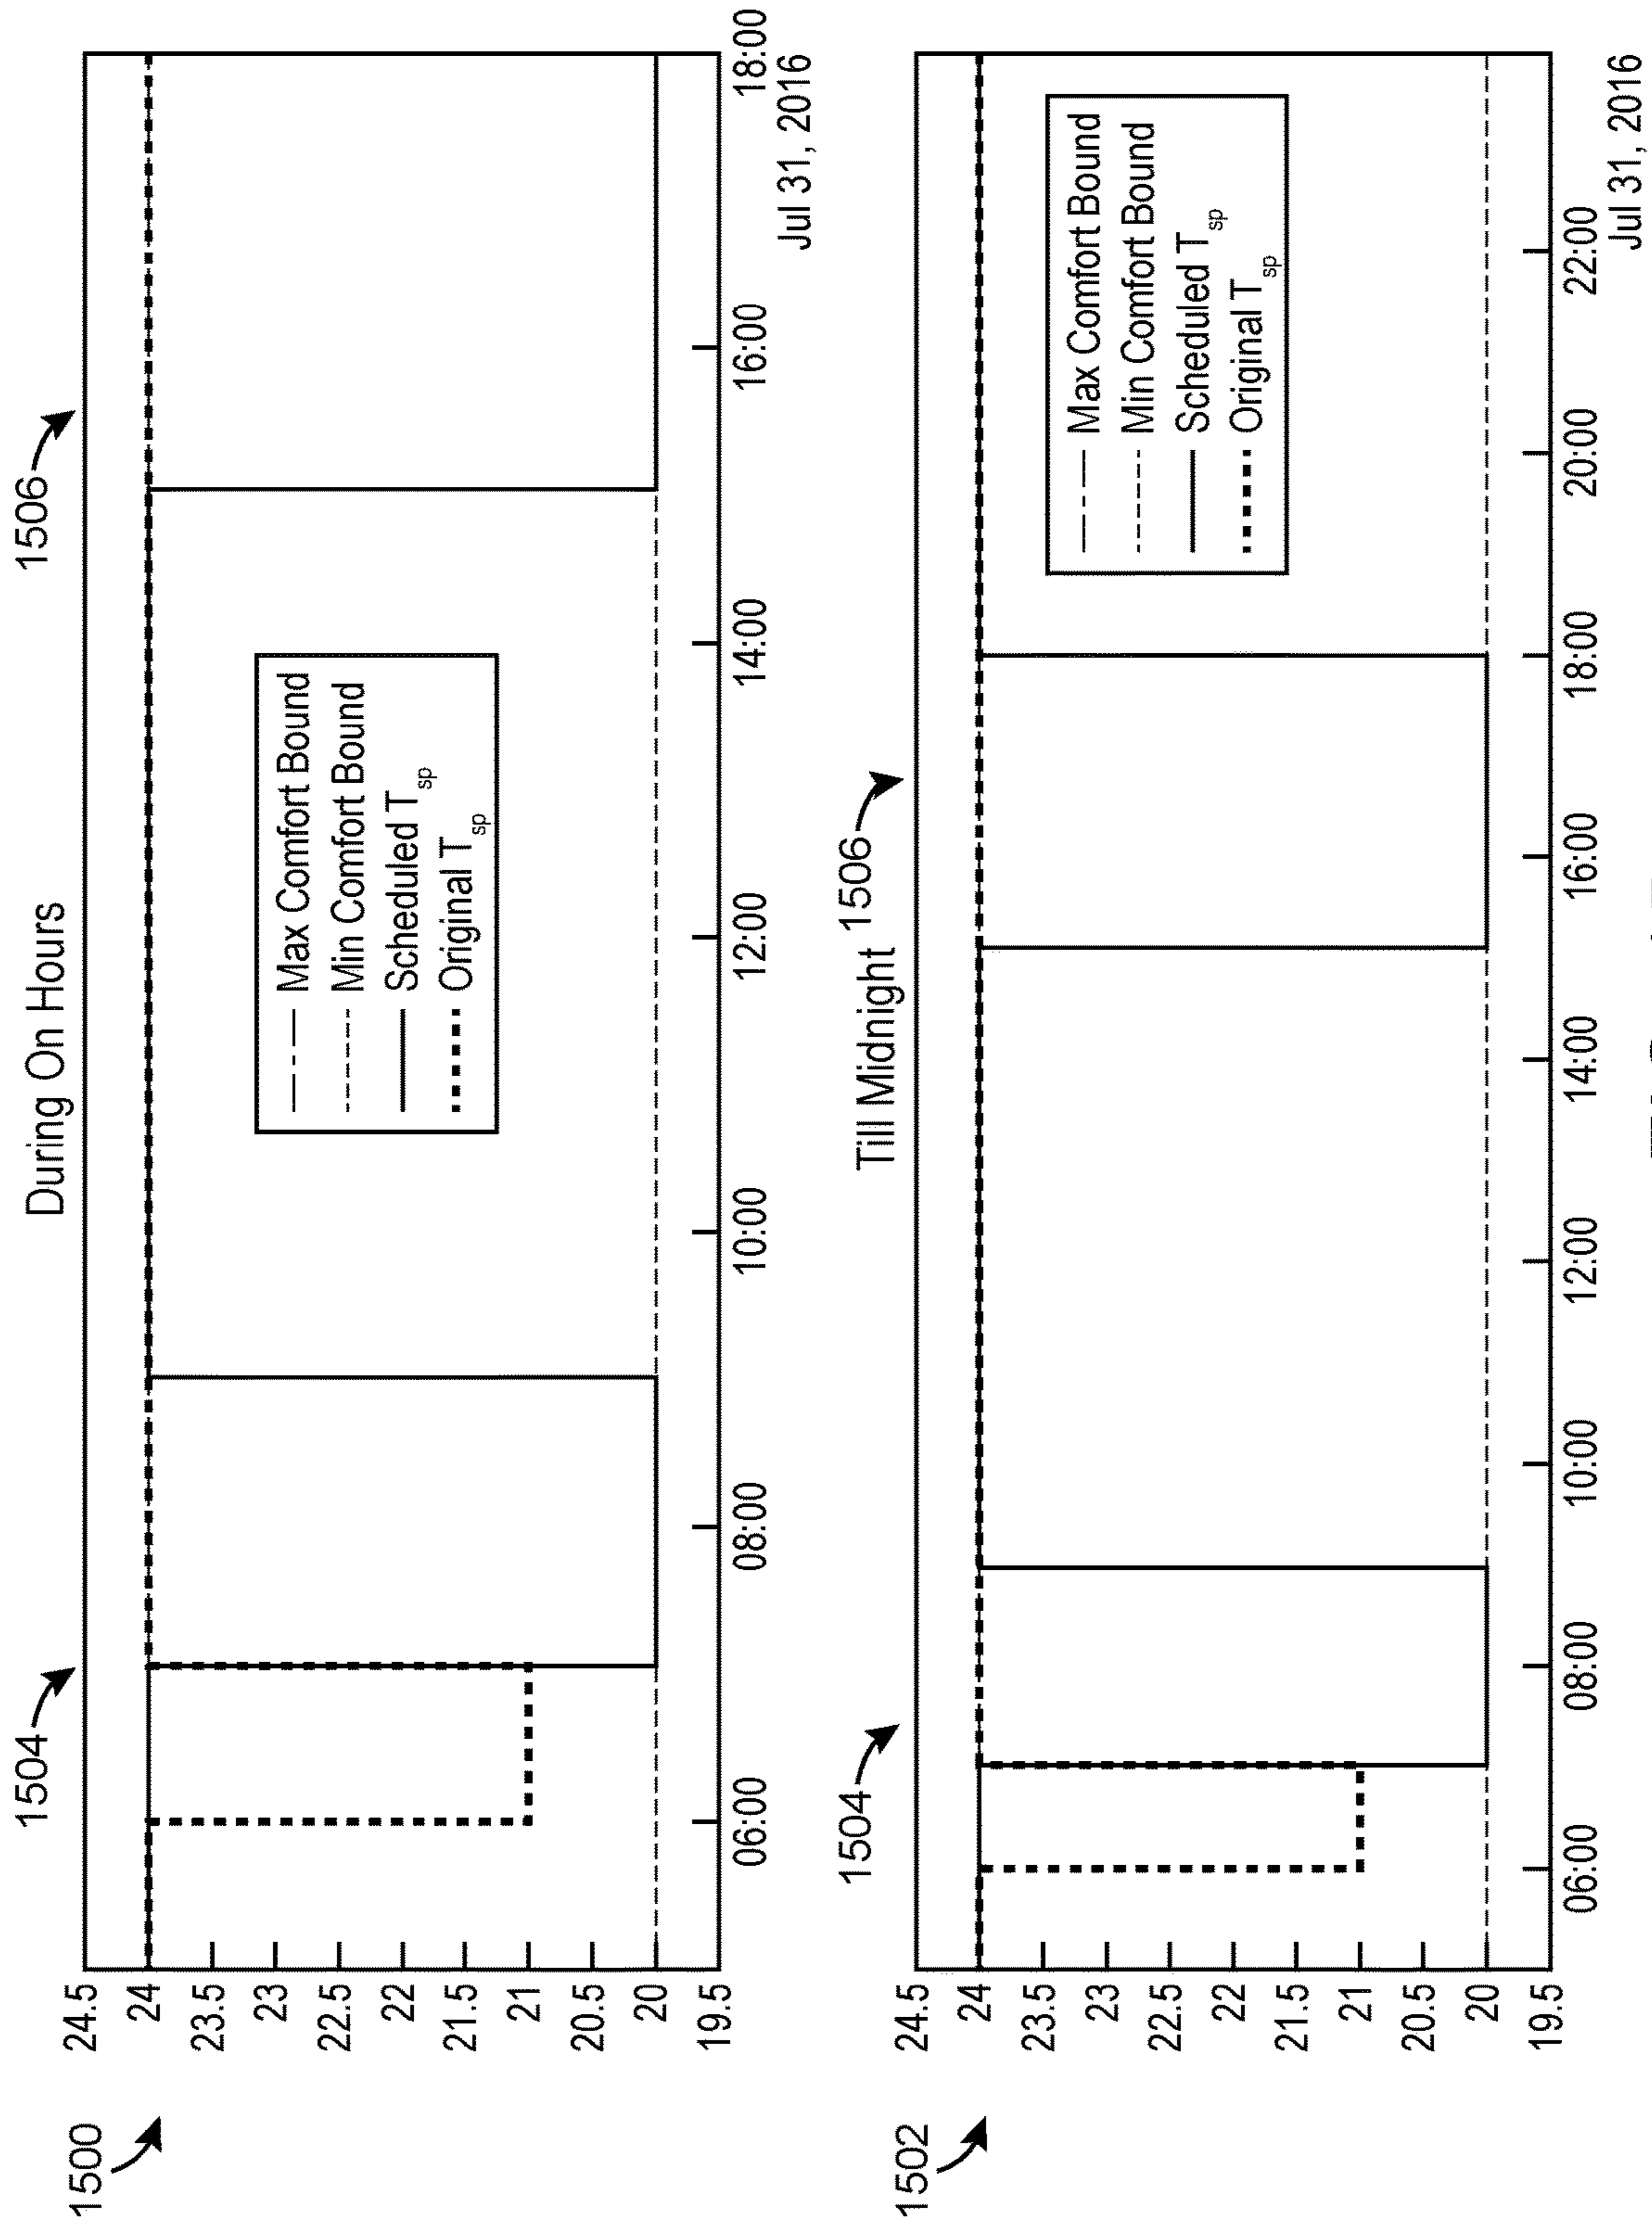 1500
During On Hours
1504
1506
24.5
24
23.5
23
22.5
22
21.5
21
20.5
20
19.5
Max Comfort Bound
Min Comfort Bound
Scheduled Tsp
Original Tsp
06:00 08:00 10:00 12:00 14:00 16:00 18:00
Jul 31, 2016
1502
Till Midnight
1504
1506
24.5
24
23.5
23
22.5
22
21.5
21
20.5
20
19.5
Max Comfort Bound
Min Comfort Bound
Scheduled Tsp
Original Tsp
06:00 08:00 10:00 12:00 14:00 16:00 18:00 20:00 22:00
Jul 31, 2016